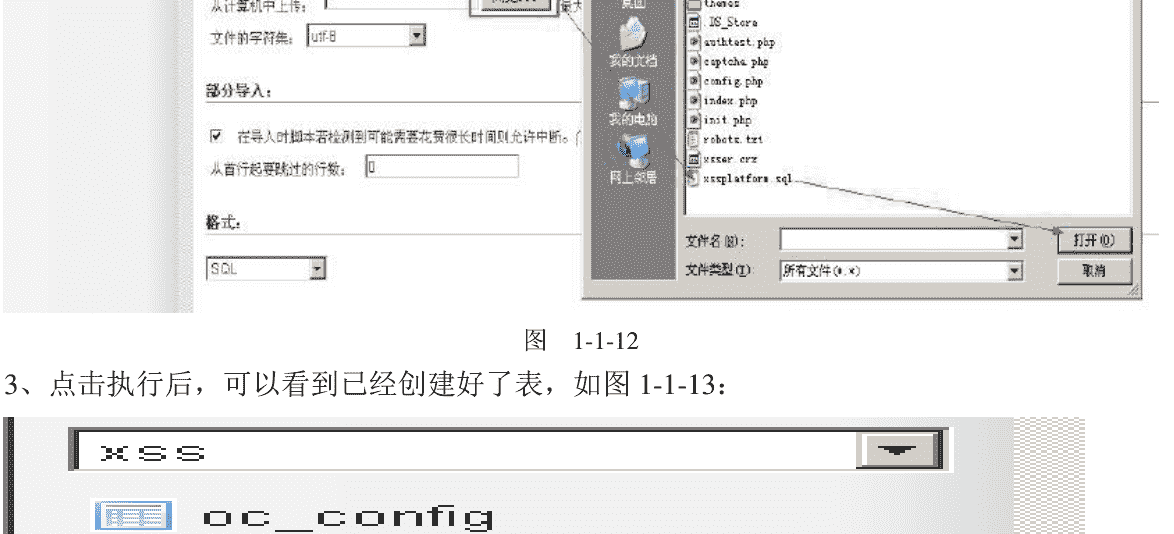 从计算机中上传:
最大
themes
桌面
.DS_Store
文件的字符集: utf-8
authtest.php
captcha.php
我的文档
config.php
部分导入:
index.php
我的电脑
init.php
在导入时脚本若检测到可能需要花费很长时间则允许中断。
robots.txt
从首行起要跳过的行数: 0
xsser.crx
网上邻居
xssplatform.sql
格式:
文件名(N): 打开(O)
SQL
文件类型(T): 所有文件(*.*) 取消
图 1-1-12
3、点击执行后，可以看到已经创建好了表，如图 1-1-13：
xss
oc_config